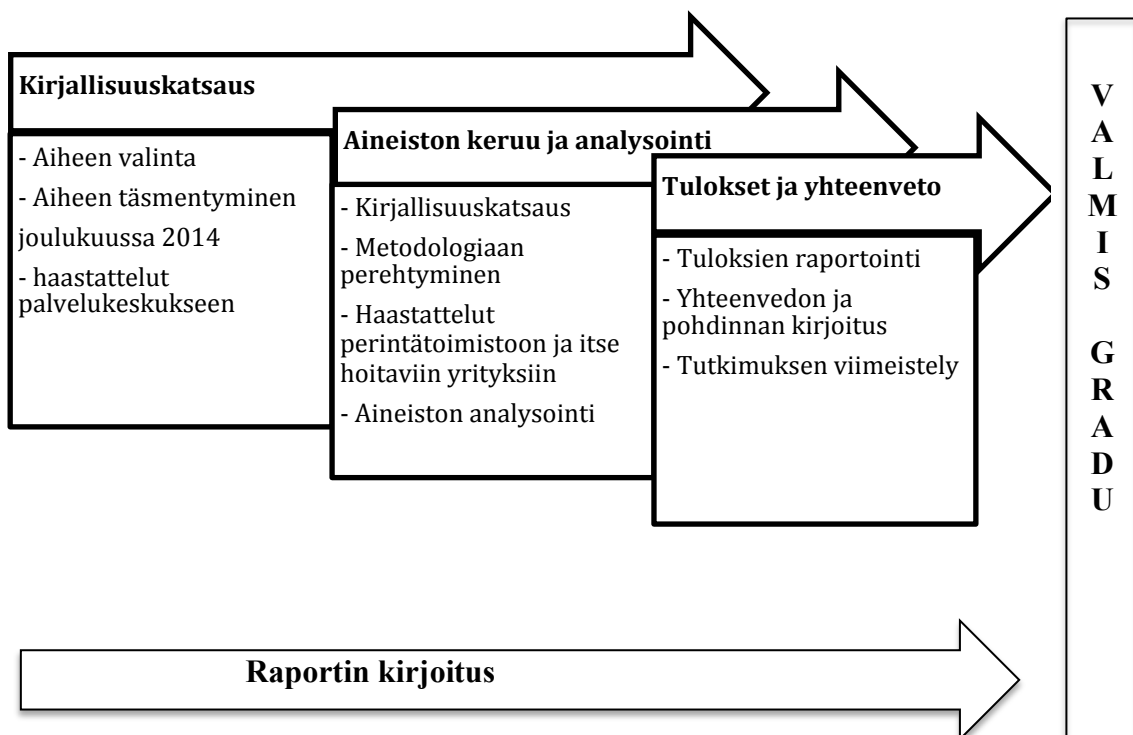 Kirjallisuuskatsaus
- Aiheen valinta
- Aiheen täsmentyminen
joulukuussa 2014
- haastattelut
palvelukeskukseen
Aineiston keruu ja analysointi
- Kirjallisuuskatsaus
- Metodologiaan
perehtyminen
- Haastattelut
perintätoimistoon ja itse
hoitaviin yrityksiin
- Aineiston analysointi
Tulokset ja yhteenveto
- Tuloksien raportointi
- Yhteenvedon ja
pohdinnan kirjoitus
- Tutkimuksen viimeistely
V
A
L
M
I
S
G
R
A
D
U
Raportin kirjoitus